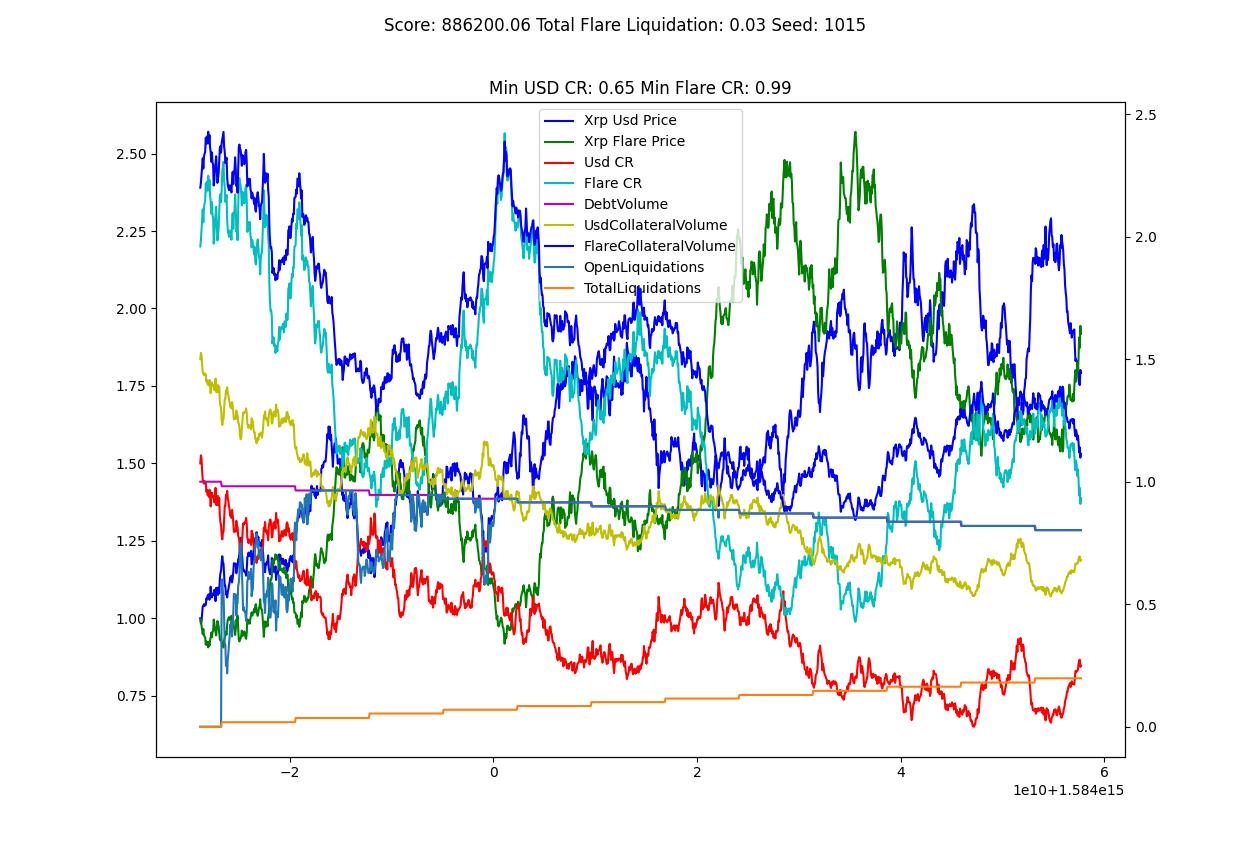 Score: 886200.06 Total Flare Liquidation: 0.03 Seed: 1015
Min USD CR: 0.65 Min Flare CR: 0.99
Xrp Usd Price
Xrp Flare Price
Usd CR
Flare CR
DebtVolume
UsdCollateralVolume
FlareCollateralVolume
OpenLiquidations
TotalLiquidations
2.50
2.25
2.00
1.75
1.50
1.25
1.00
0.75
2.5
2.0
1.5
1.0
0.5
0.0
−2
0
2
4
6
1e10+1.584e15